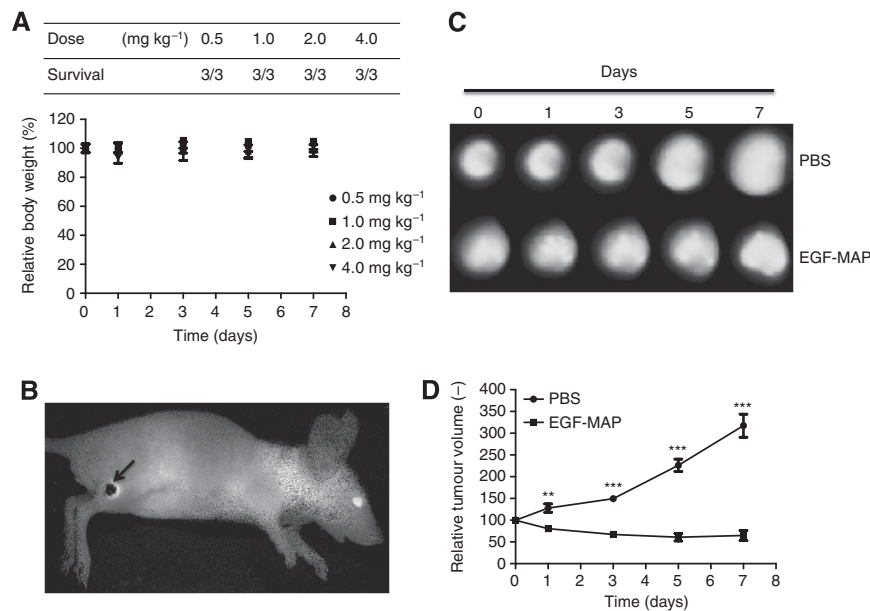 A
Dose (mg kg⁻¹) 0.5 1.0 2.0 4.0
Survival 3/3 3/3 3/3 3/3
Relative body weight (%)
120
100
80
60
40
20
0
0 1 2 3 4 5 6 7 8
Time (days)
0.5 mg kg⁻¹
1.0 mg kg⁻¹
2.0 mg kg⁻¹
4.0 mg kg⁻¹
B
C
Days
0 1 3 5 7
PBS
EGF-MAP
D
Relative tumour volume (–)
400
350
300
250
200
150
100
50
0
PBS
EGF-MAP
**
***
***
***
0 1 2 3 4 5 6 7 8
Time (days)